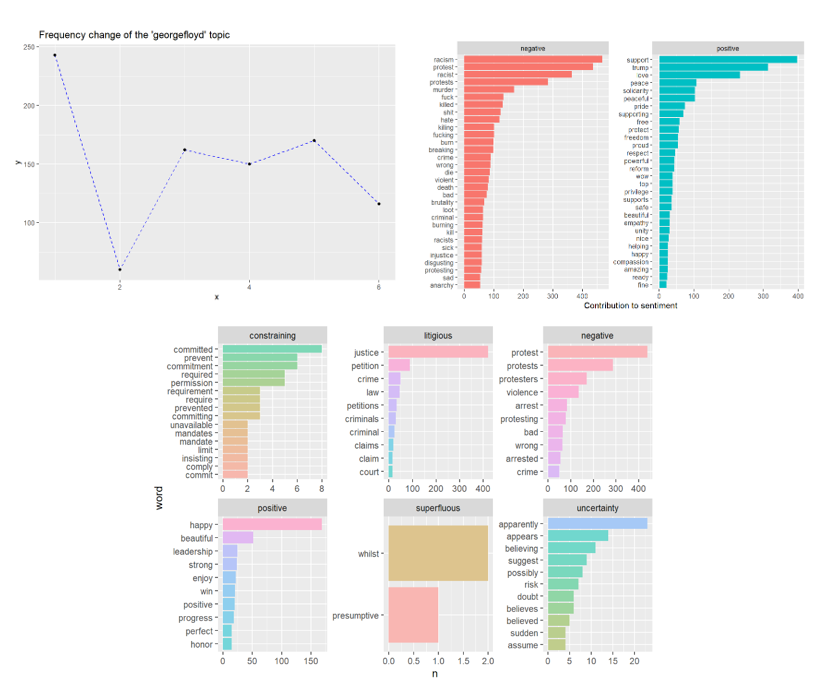 Frequency change of the 'georgefloyd' topic
250
200
150
100
y
2
4
6
x
negative
racism
protest
racist
protests
murder
fuck
killed
shit
hate
killing
fucking
burn
breaking
crime
wrong
die
violent
death
bad
brutality
loot
criminal
burning
kill
racists
sick
injustice
disgusting
protesting
sad
anarchy
0
100
200
300
400
positive
support
trump
love
peace
solidarity
peaceful
pride
supporting
free
protect
freedom
proud
respect
powerful
reform
wow
top
privilege
supports
safe
beautiful
empathy
unity
nice
helping
happy
compassion
amazing
ready
fine
0
100
200
300
400
Contribution to sentiment
word
constraining
committed
prevent
commitment
required
permission
requirement
require
prevented
committing
unavailable
mandates
mandate
limit
insisting
comply
commit
0
2
4
6
8
litigious
justice
petition
crime
law
petitions
criminals
criminal
claims
claim
court
0
100
200
300
400
negative
protest
protests
protesters
violence
arrest
protesting
bad
wrong
arrested
crime
0
100
200
300
400
positive
happy
beautiful
leadership
strong
enjoy
win
positive
progress
perfect
honor
0
50
100
150
superfluous
whilst
presumptive
0.0
0.5
1.0
1.5
2.0
uncertainty
apparently
appears
believing
suggest
possibly
risk
doubt
believes
believed
sudden
assume
0
5
10
15
20
n